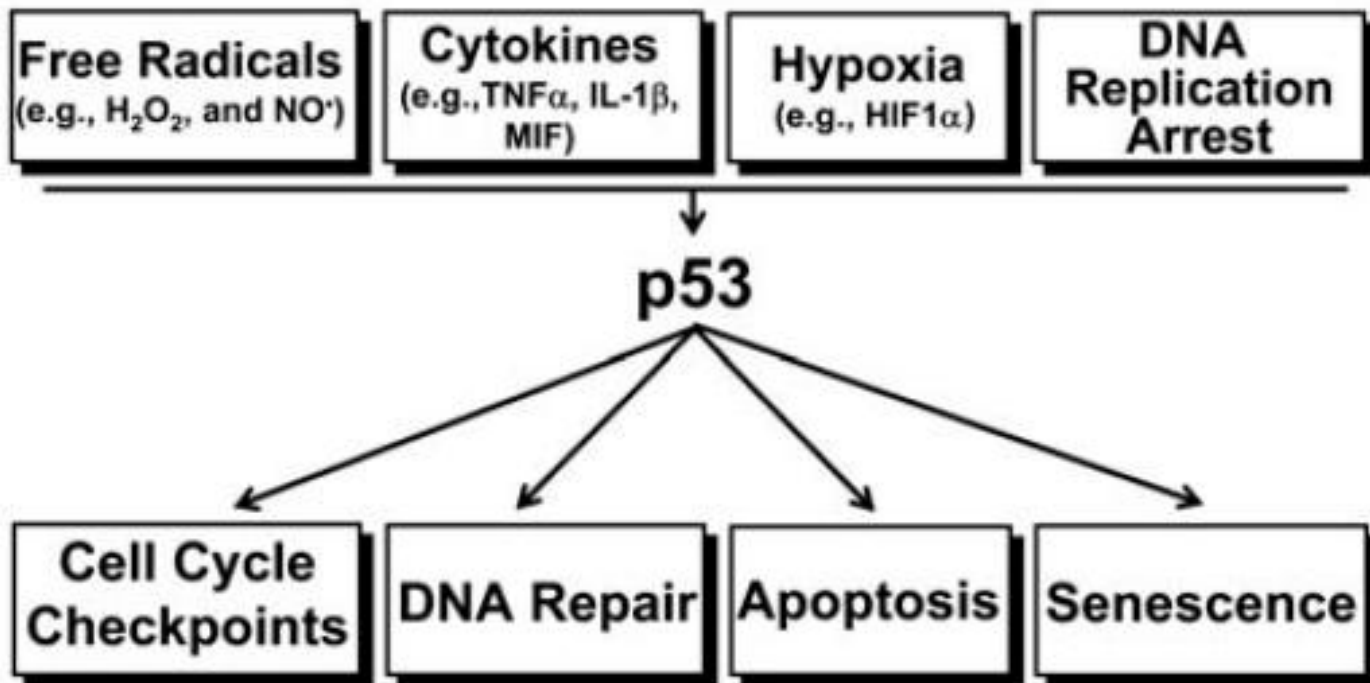 Free Radicals
(e.g., H₂O₂, and NO•)
Cytokines
(e.g.,TNFα, IL-1β,
MIF)
Hypoxia
(e.g., HIF1α)
DNA
Replication
Arrest
p53
Cell Cycle
Checkpoints
DNA Repair
Apoptosis
Senescence